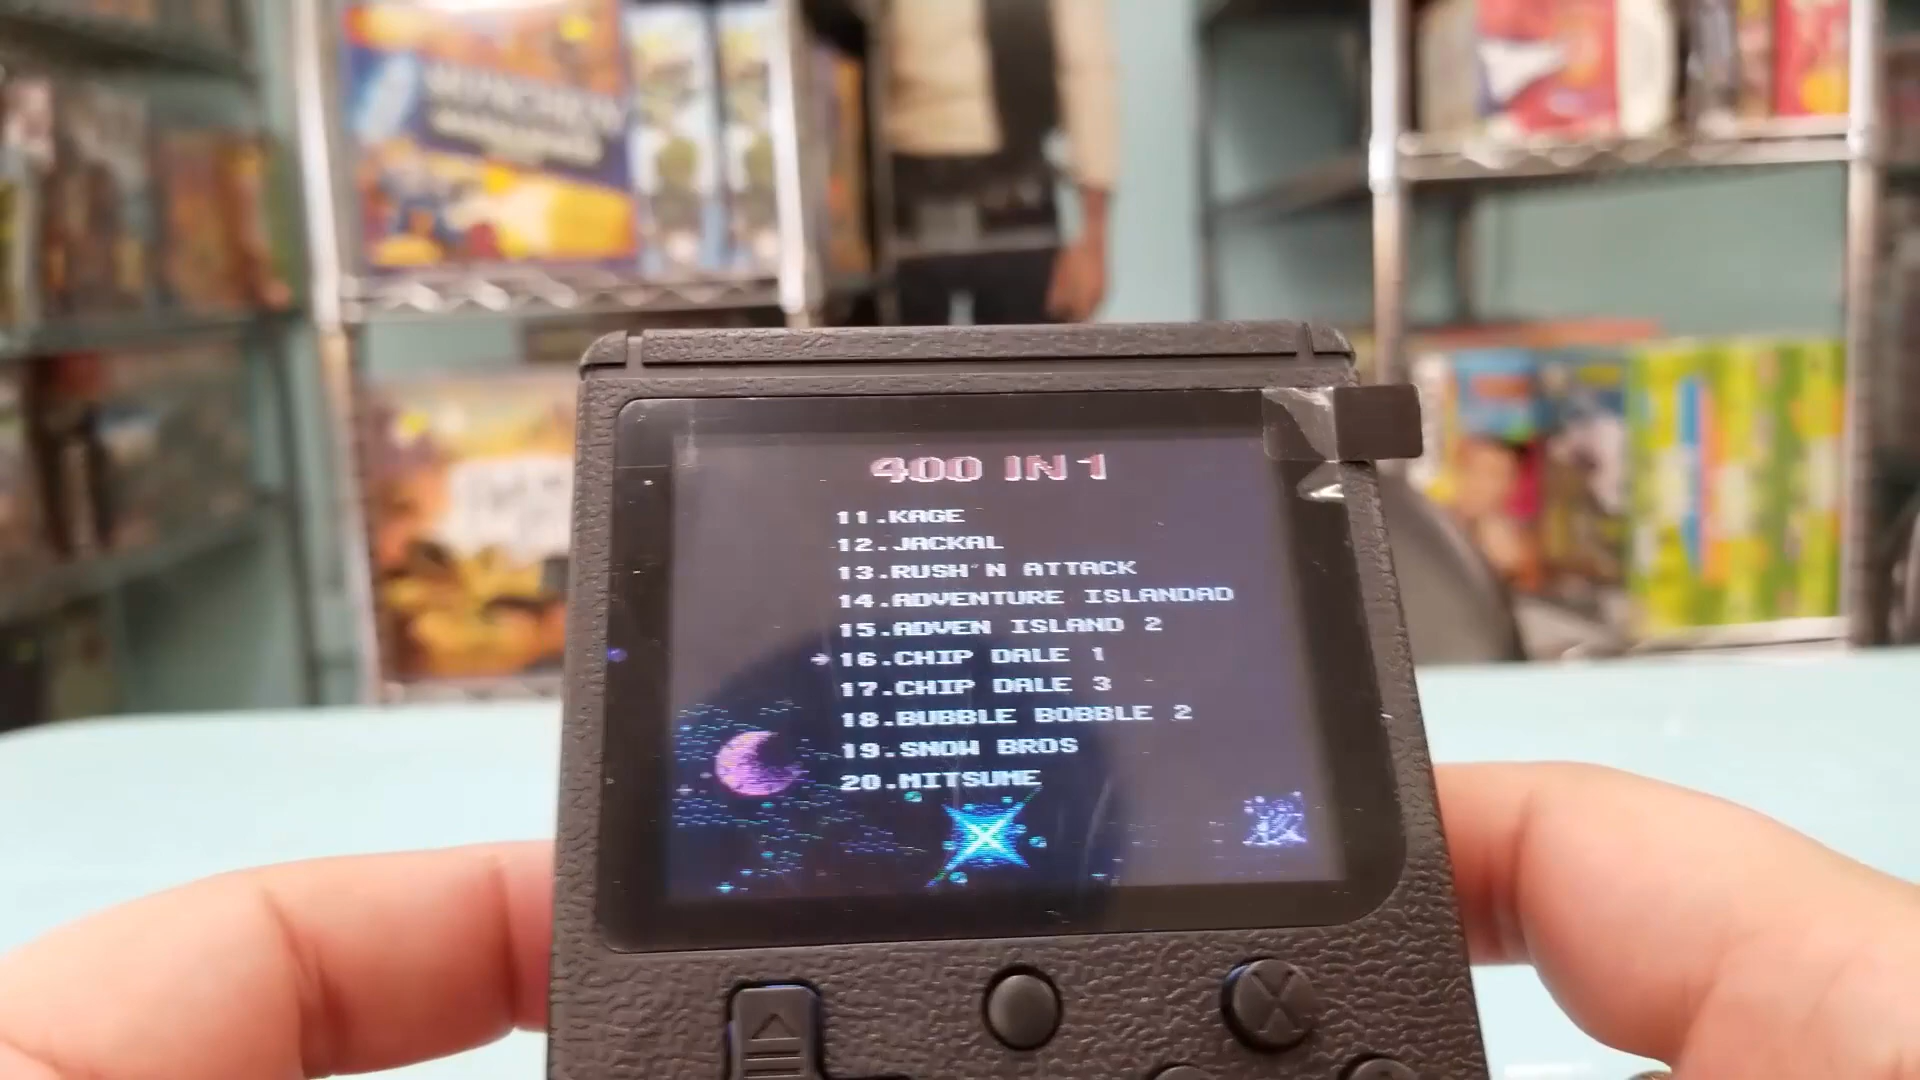 MUNCHKIN
400 IN 1
11.KAGE
12.JACKAL
13.RUSH'N ATTACK
14.ADVENTURE ISLANDAD
15.ADVEN ISLAND 2
16.CHIP DALE 1
17.CHIP DALE 3
18.BUBBLE BOBBLE 2
19.SNOW BROS
20.MITSUME
X